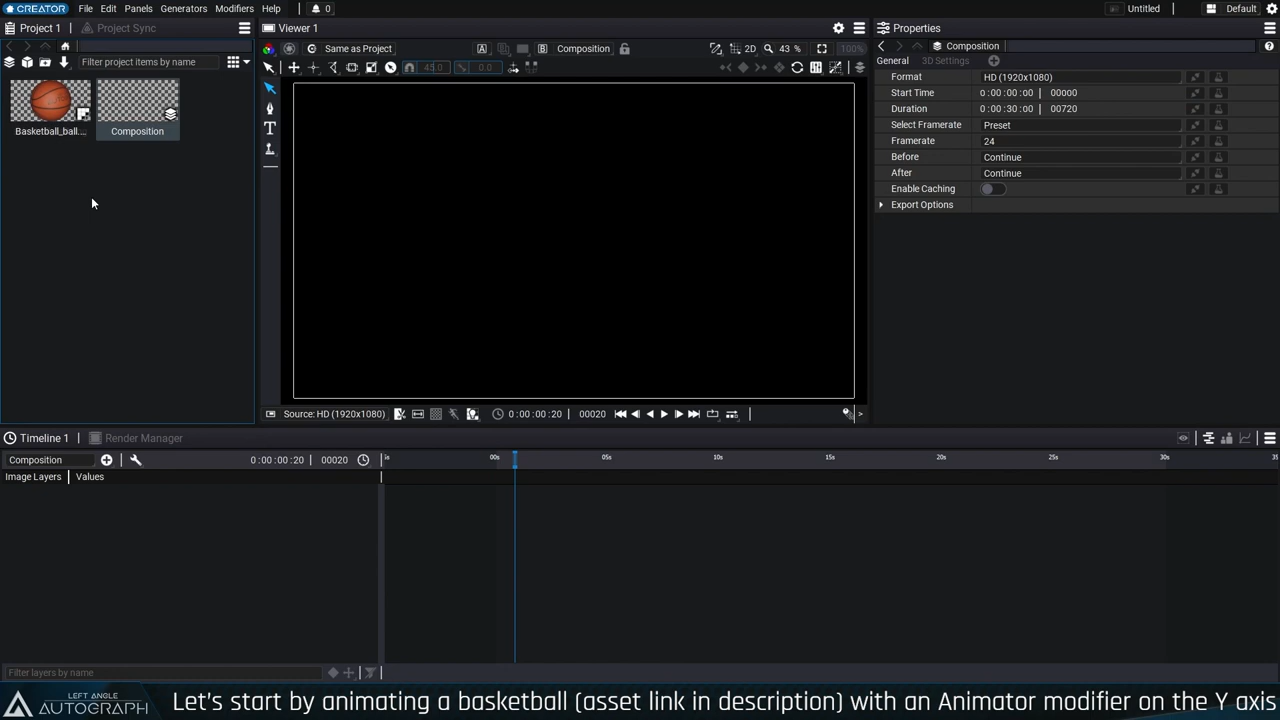 CREATOR File Edit Panels Generators Modifiers Help 0 Untitled Default
Project 1 Project Sync Viewer 1 Properties
Same as Project A B Composition 2D 43 % 100% Composition
Filter project items by name 45.0 0.0 General 3D Settings
Format HD (1920x1080)
Start Time 0:00:00:00 00000
Duration 0:00:30:00 00720
Select Framerate Preset
Framerate 24
Before Continue
After Continue
Enable Caching
Export Options
Basketball_ball.... Composition
Source: HD (1920x1080) 0:00:00:20 00020
Timeline 1 Render Manager
Composition 0:00:00:20 00020 00s 05s 10s 15s 20s 25s 30s
Image Layers Values
Filter layers by name
LEFT ANGLE
AUTOGRAPH
Let's start by animating a basketball (asset link in description) with an Animator modifier on the Y axis